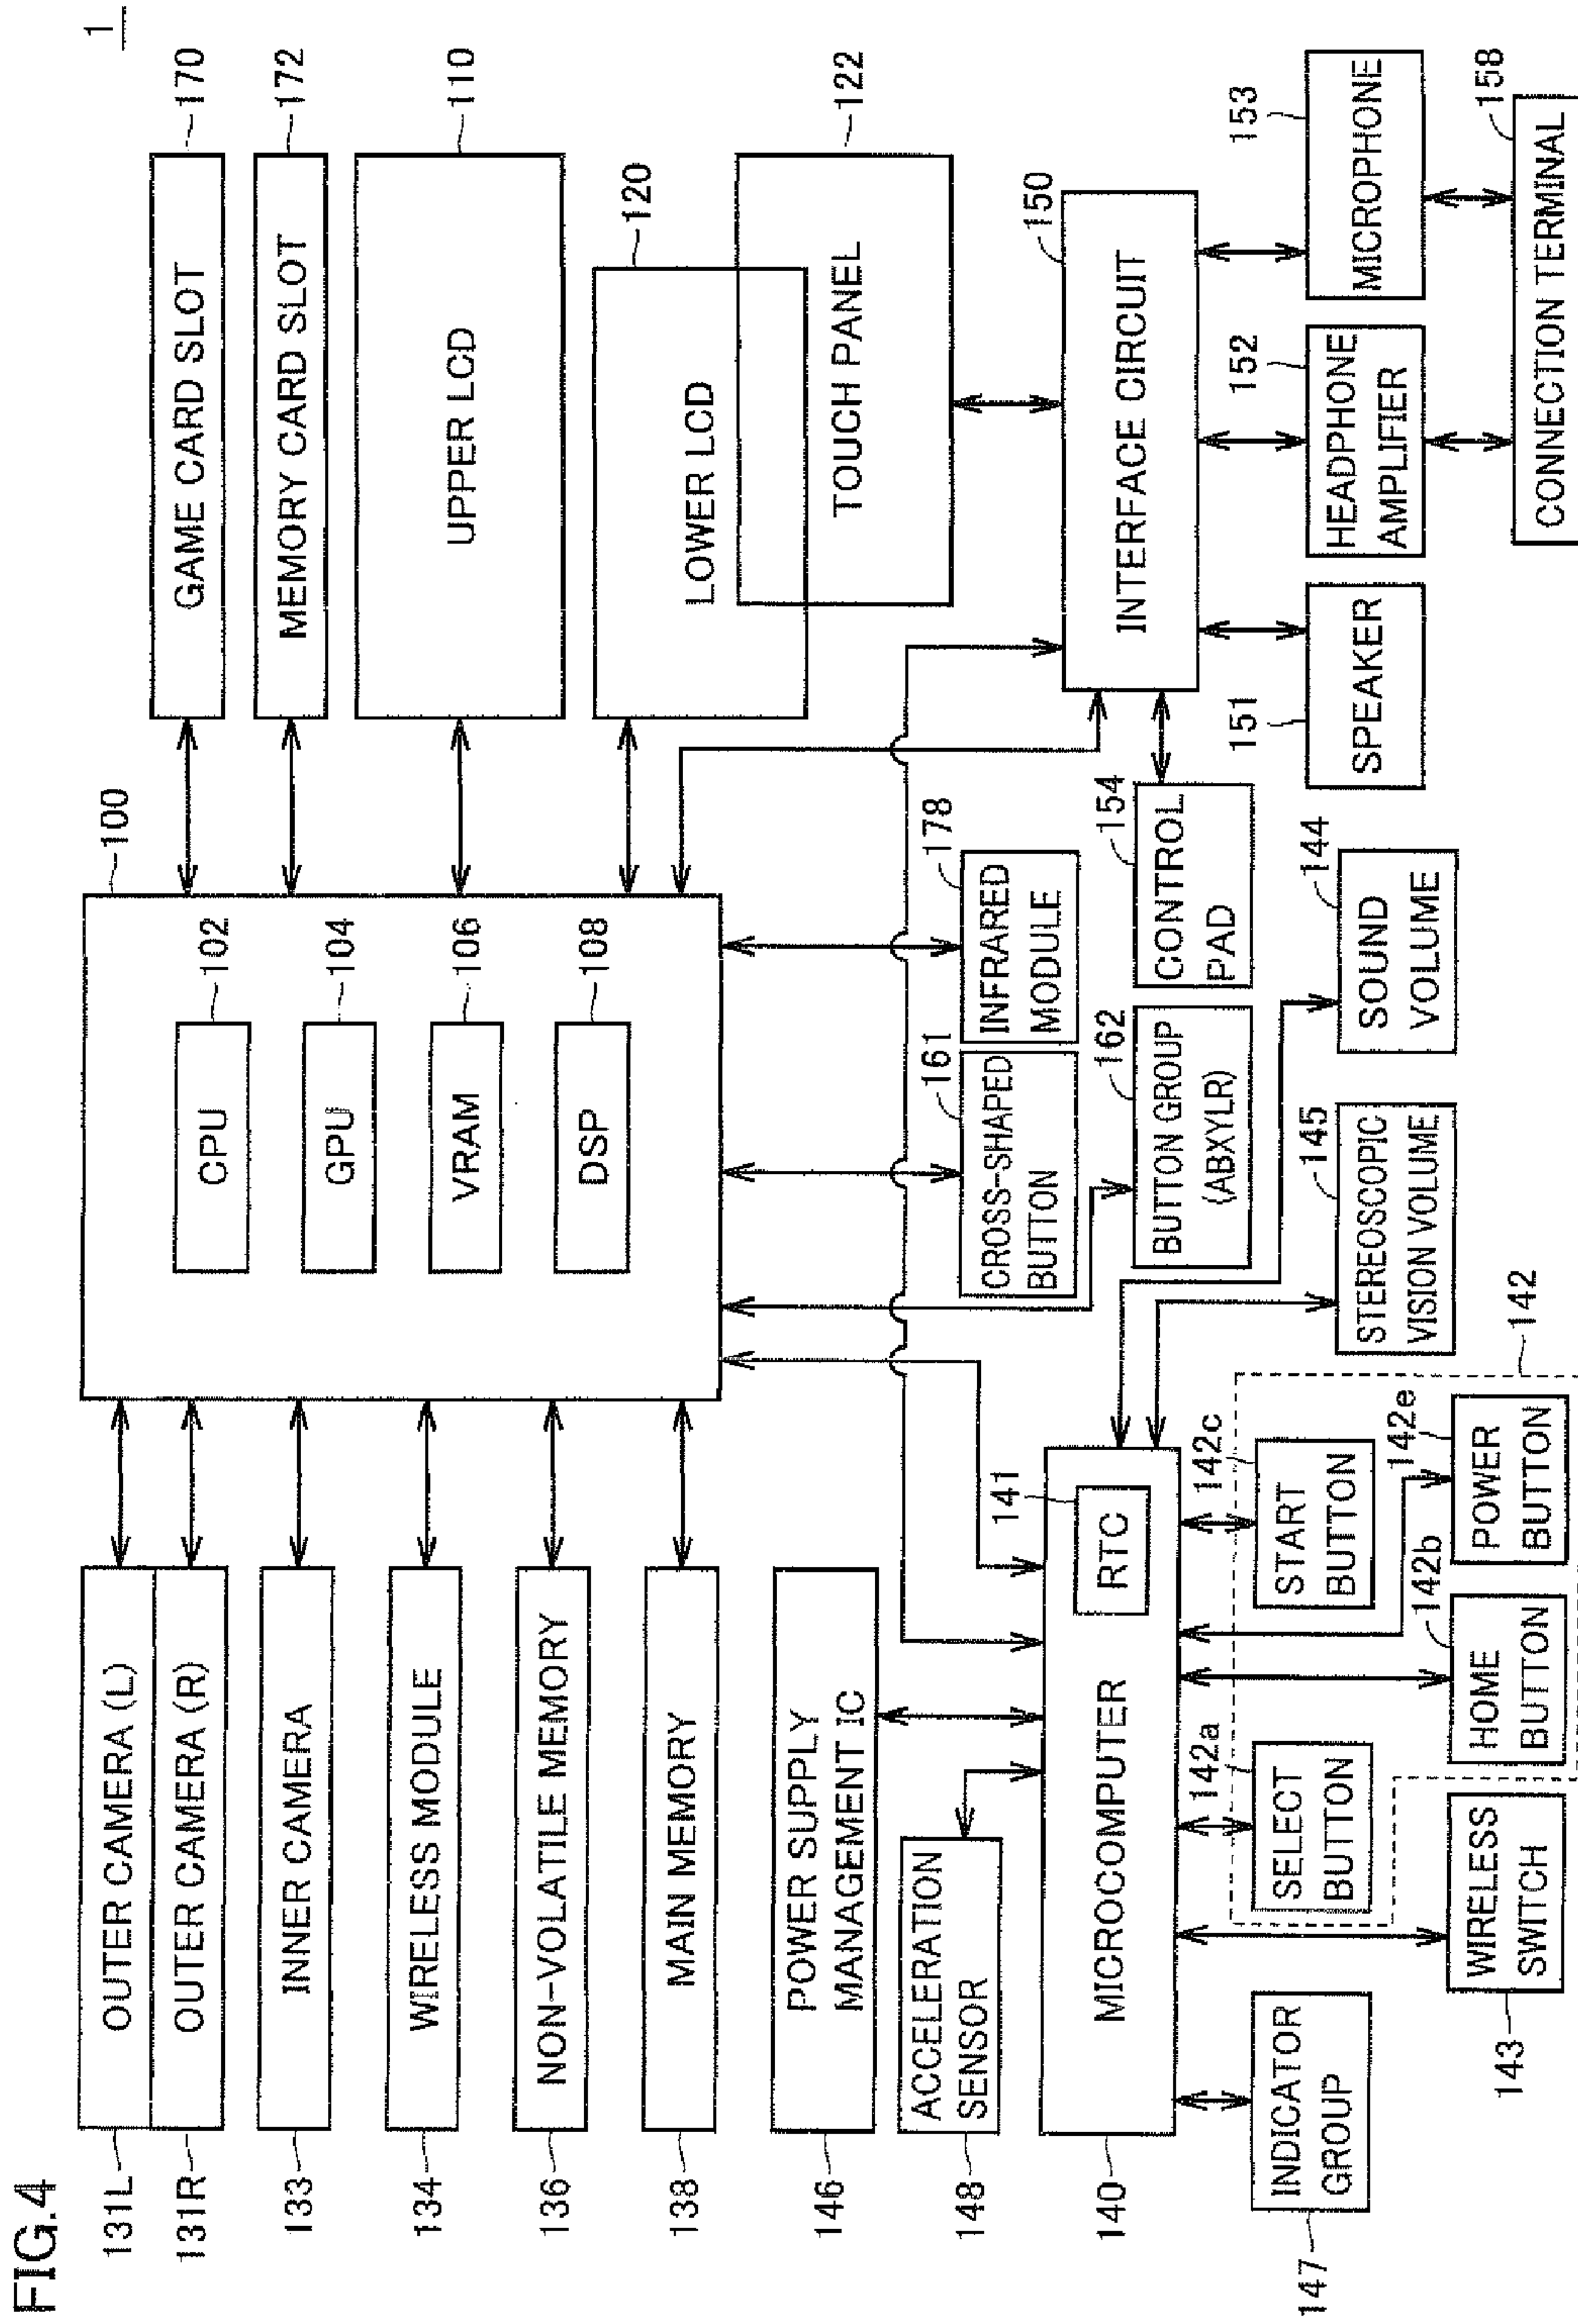 FIG.4
1
131L
OUTER CAMERA (L)
131R
OUTER CAMERA (R)
133
INNER CAMERA
134
WIRELESS MODULE
136
NON-VOLATILE MEMORY
138
MAIN MEMORY
146
POWER SUPPLY
MANAGEMENT IC
148
ACCELERATION
SENSOR
140
MICROCOMPUTER
141
RTC
147
INDICATOR
GROUP
143
WIRELESS
SWITCH
142a
SELECT
BUTTON
142b
HOME
BUTTON
142c
START
BUTTON
142e
POWER
BUTTON
142
100
CPU
102
GPU
104
VRAM
106
DSP
108
161
CROSS-SHAPED
BUTTON
178
INFRARED
MODULE
162
BUTTON GROUP
(ABXYLR)
154
CONTROL
PAD
145
STEREOSCOPIC
VISION VOLUME
144
SOUND
VOLUME
GAME CARD SLOT
170
MEMORY CARD SLOT
172
UPPER LCD
110
LOWER LCD
120
TOUCH PANEL
122
150
INTERFACE CIRCUIT
151
SPEAKER
152
HEADPHONE
AMPLIFIER
153
MICROPHONE
158
CONNECTION TERMINAL